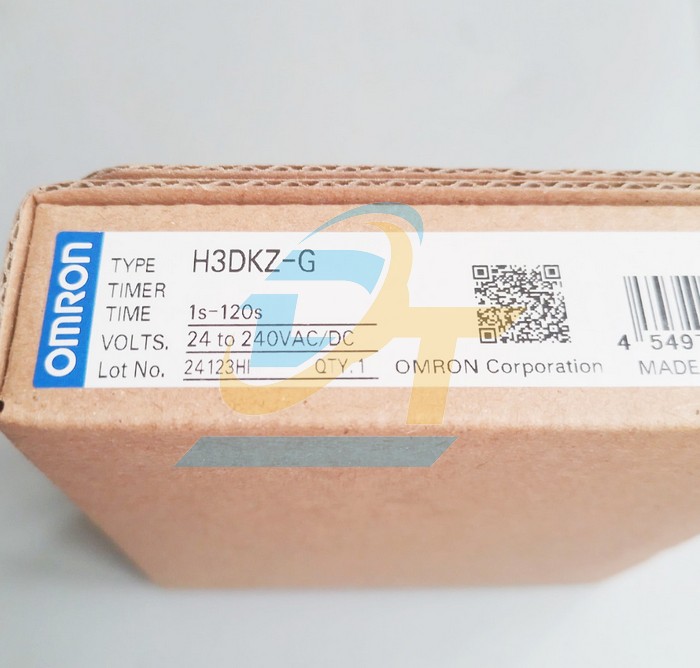 OMRON
TYPE H3DKZ-G
TIMER
TIME 1s-120s
VOLTS. 24 to 240VAC/DC
Lot No. 24123HI QTY.1 OMRON Corporation
4 549
MADE
DT